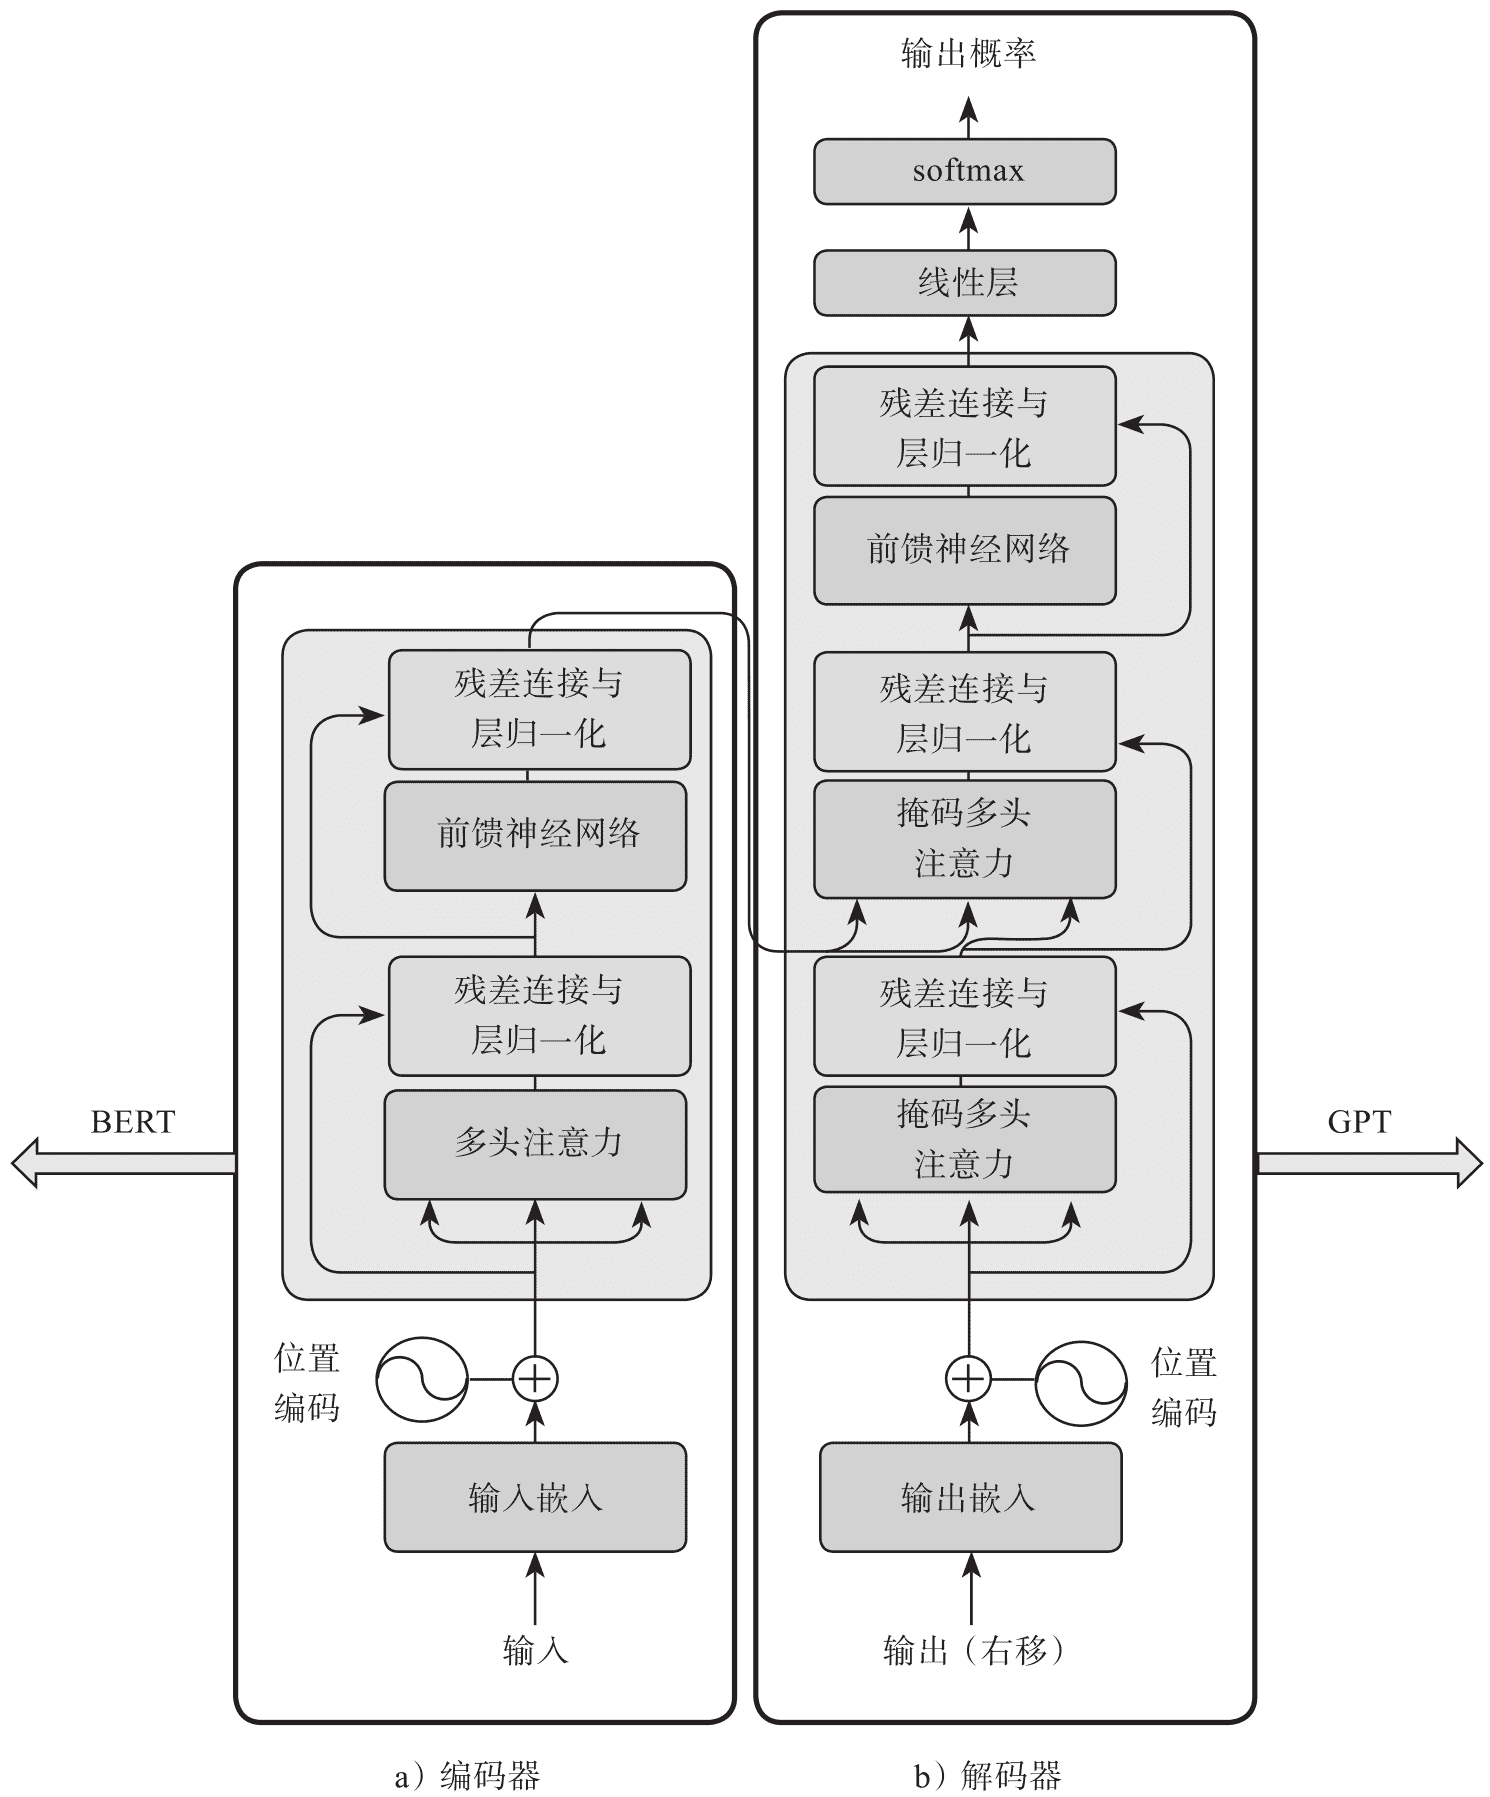 输出概率
softmax
线性层
残差连接与
层归一化
前馈神经网络
残差连接与
层归一化
掩码多头
注意力
残差连接与
层归一化
掩码多头
注意力
GPT
位置
编码
输出嵌入
输出（右移）
b）解码器
残差连接与
层归一化
前馈神经网络
残差连接与
层归一化
多头注意力
BERT
位置
编码
输入嵌入
输入
a）编码器